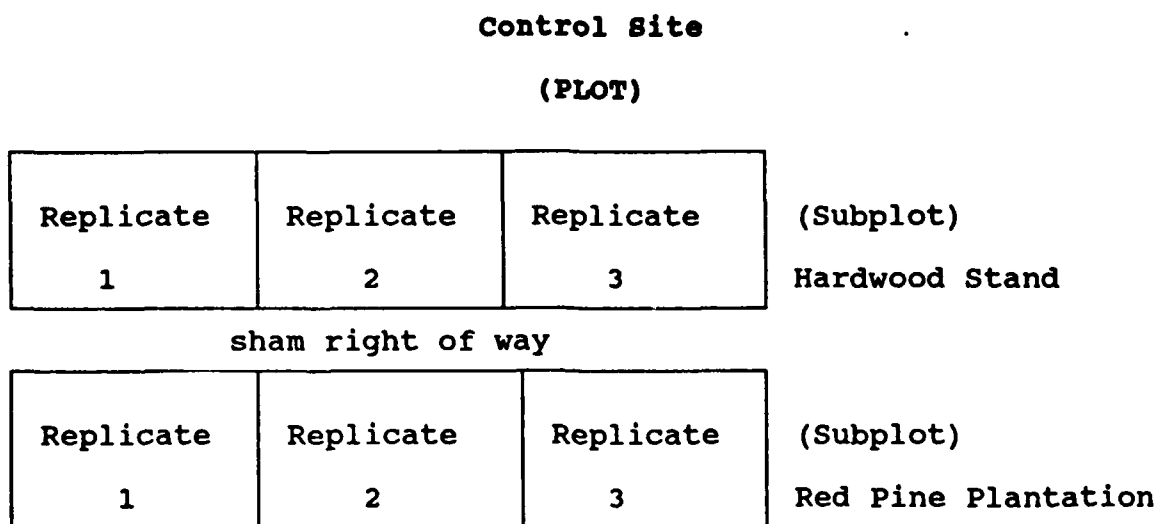 Control Site
(PLOT)
Replicate Replicate Replicate (Subplot)
1 2 3 Hardwood Stand
sham right of way
Replicate Replicate Replicate (Subplot)
1 2 3 Red Pine Plantation